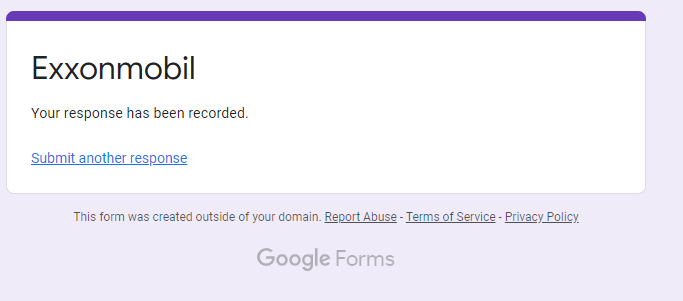 Exxonmobil
Your response has been recorded.
Submit another response
This form was created outside of your domain. Report Abuse - Terms of Service - Privacy Policy
Google Forms